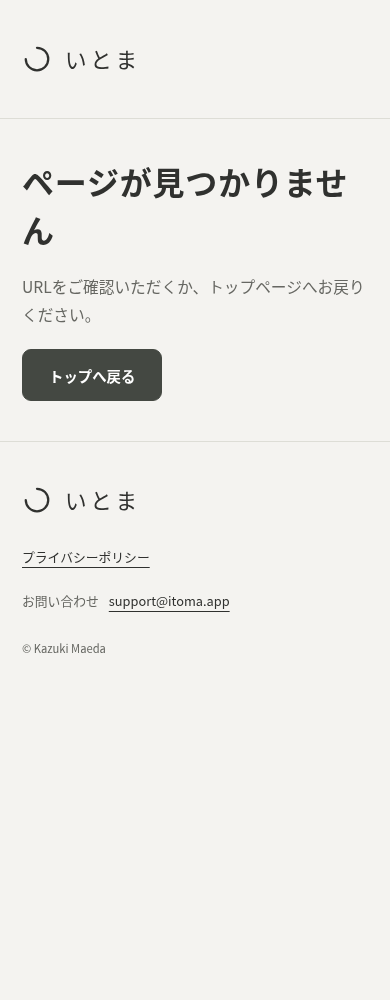 いとま
ページが見つかりませ
ん
URLをご確認いただくか、トップページへお戻り
ください。
トップへ戻る
いとま
プライバシーポリシー
お問い合わせ support@itoma.app
© Kazuki Maeda